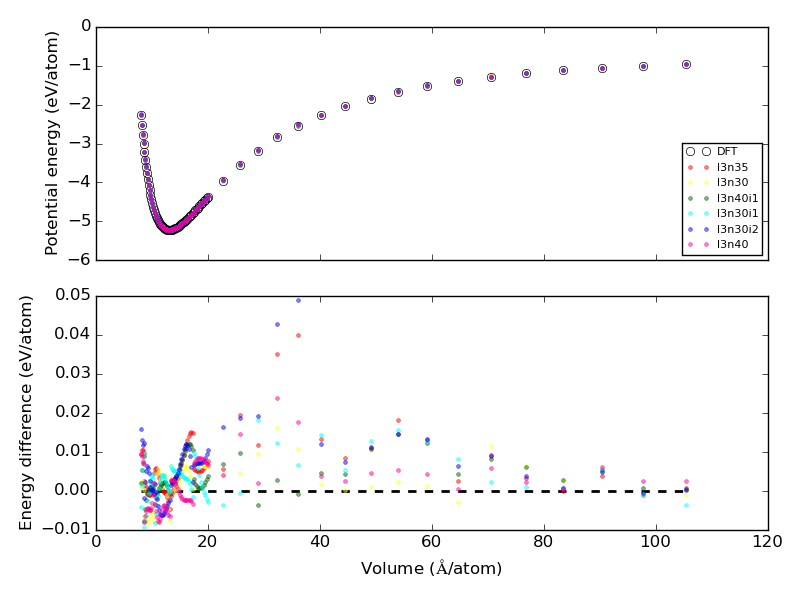 0
−1
−2
−3
−4
−5
−6
Potential energy (eV/atom)
DFT
l3n35
l3n30
l3n40i1
l3n30i1
l3n30i2
l3n40
0.05
0.04
0.03
0.02
0.01
0.00
−0.01
Energy difference (eV/atom)
0 20 40 60 80 100 120
Volume (Å/atom)